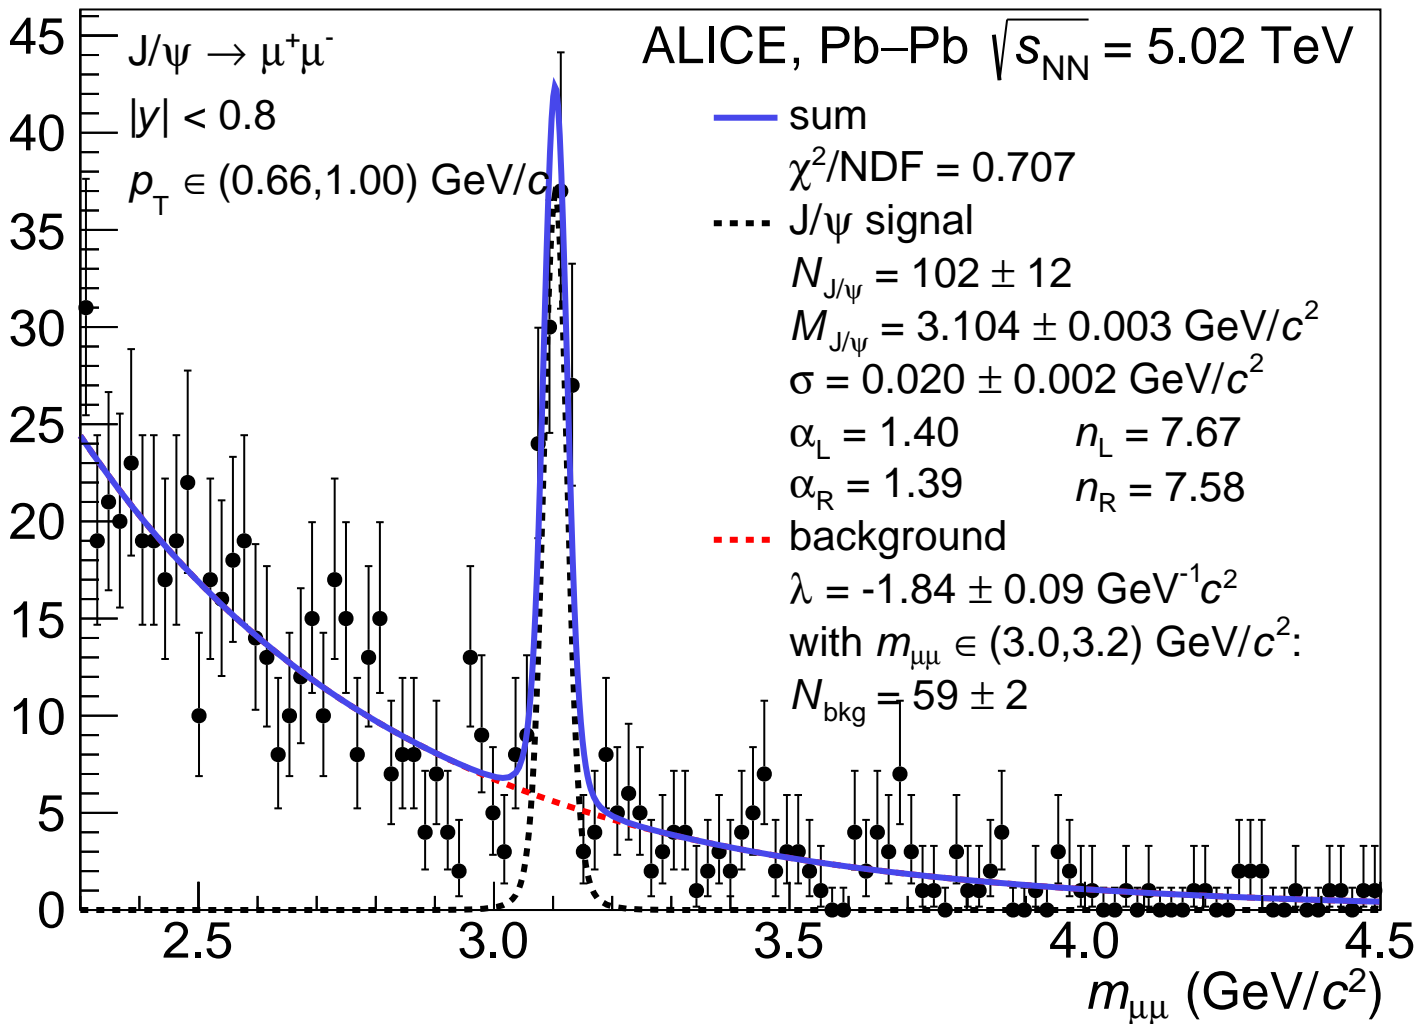 ALICE, Pb–Pb √s_NN = 5.02 TeV
J/ψ → μ⁺μ⁻
|y| < 0.8
p_T ∈ (0.66,1.00) GeV/c
sum
χ²/NDF = 0.707
J/ψ signal
N_J/ψ = 102 ± 12
M_J/ψ = 3.104 ± 0.003 GeV/c²
σ = 0.020 ± 0.002 GeV/c²
α_L = 1.40 n_L = 7.67
α_R = 1.39 n_R = 7.58
background
λ = -1.84 ± 0.09 GeV⁻¹c²
with m_μμ ∈ (3.0,3.2) GeV/c²:
N_bkg = 59 ± 2
45
40
35
30
25
20
15
10
5
0
2.5 3.0 3.5 4.0 4.5
m_μμ (GeV/c²)